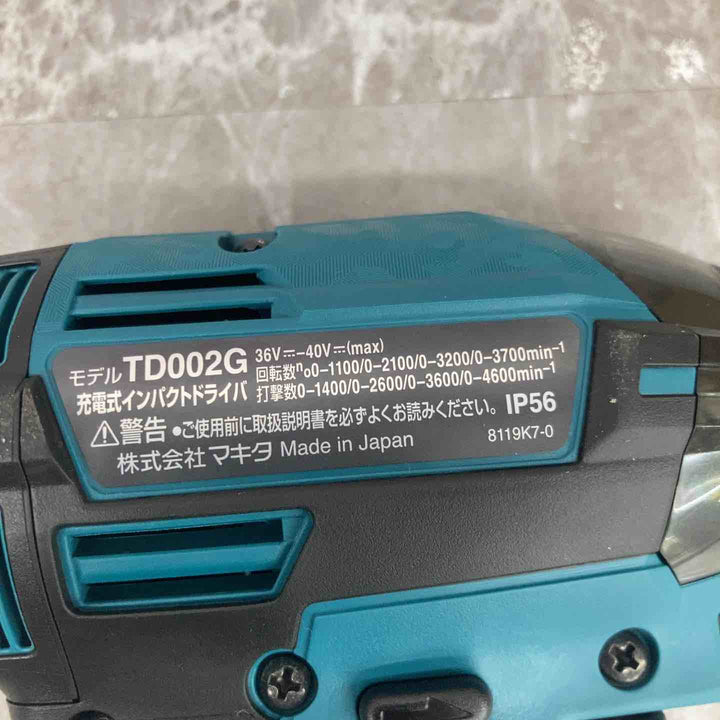 モデル TD002G 36V⎓–40V⎓(max)
充電式インパクトドライバ 回転数n₀0–1100/0–2100/0–3200/0–3700min⁻¹
打撃数0–1400/0–2600/0–3600/0–4600min⁻¹
⚠警告 ●ご使用前に取扱説明書を必ずよくお読みください。 IP56
株式会社 マキタ Made in Japan 8119K7-0